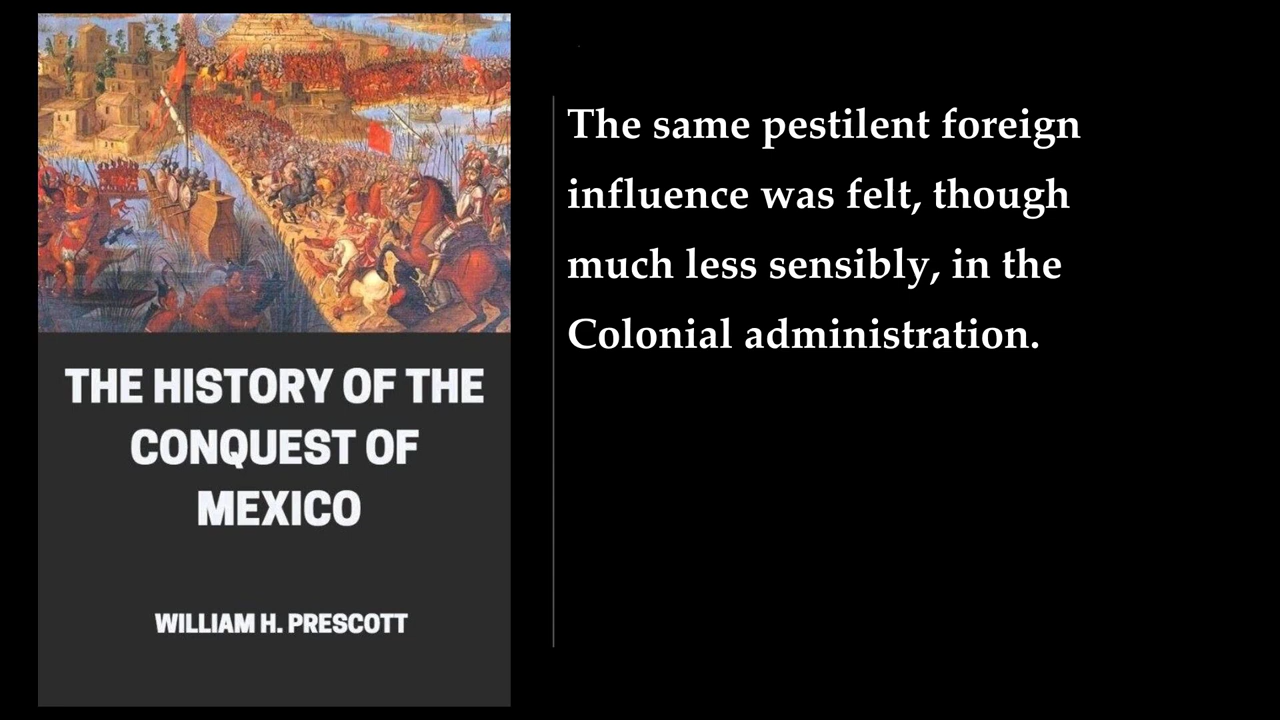 THE HISTORY OF THE
CONQUEST OF
MEXICO
WILLIAM H. PRESCOTT
The same pestilent foreign
influence was felt, though
much less sensibly, in the
Colonial administration.